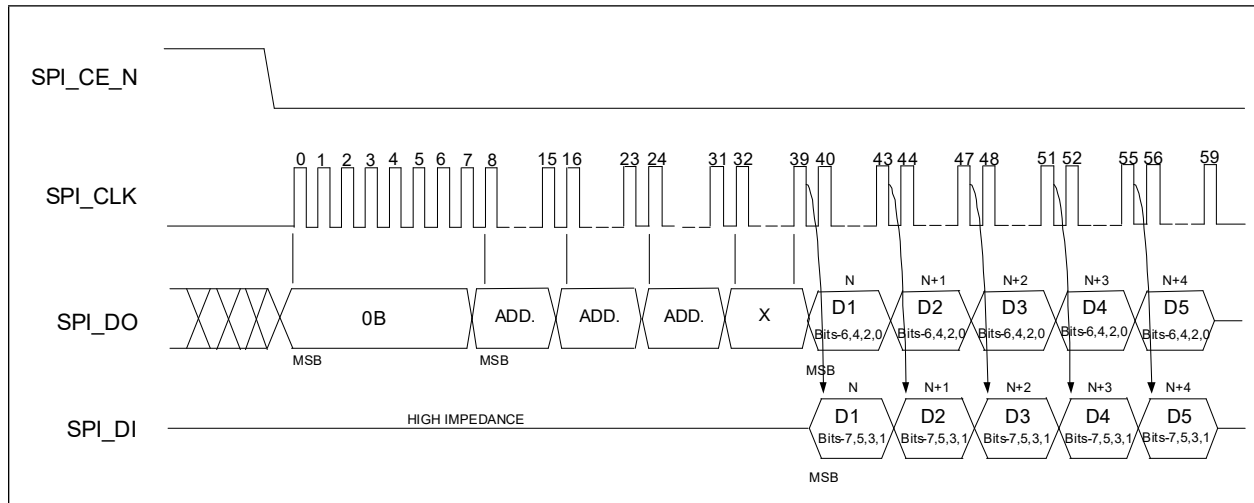 SPI_CE_N
0 1 2 3 4 5 6 7 8 15 16 23 24 31 32 39 40 43 44 47 48 51 52 55 56 59
SPI_CLK
N N+1 N+2 N+3 N+4
SPI_DO
0B ADD. ADD. ADD. X D1 D2 D3 D4 D5
Bits-6,4,2,0 Bits-6,4,2,0 Bits-6,4,2,0 Bits-6,4,2,0 Bits-6,4,2,0
MSB MSB MSB
N N+1 N+2 N+3 N+4
HIGH IMPEDANCE
SPI_DI
D1 D2 D3 D4 D5
Bits-7,5,3,1 Bits-7,5,3,1 Bits-7,5,3,1 Bits-7,5,3,1 Bits-7,5,3,1
MSB